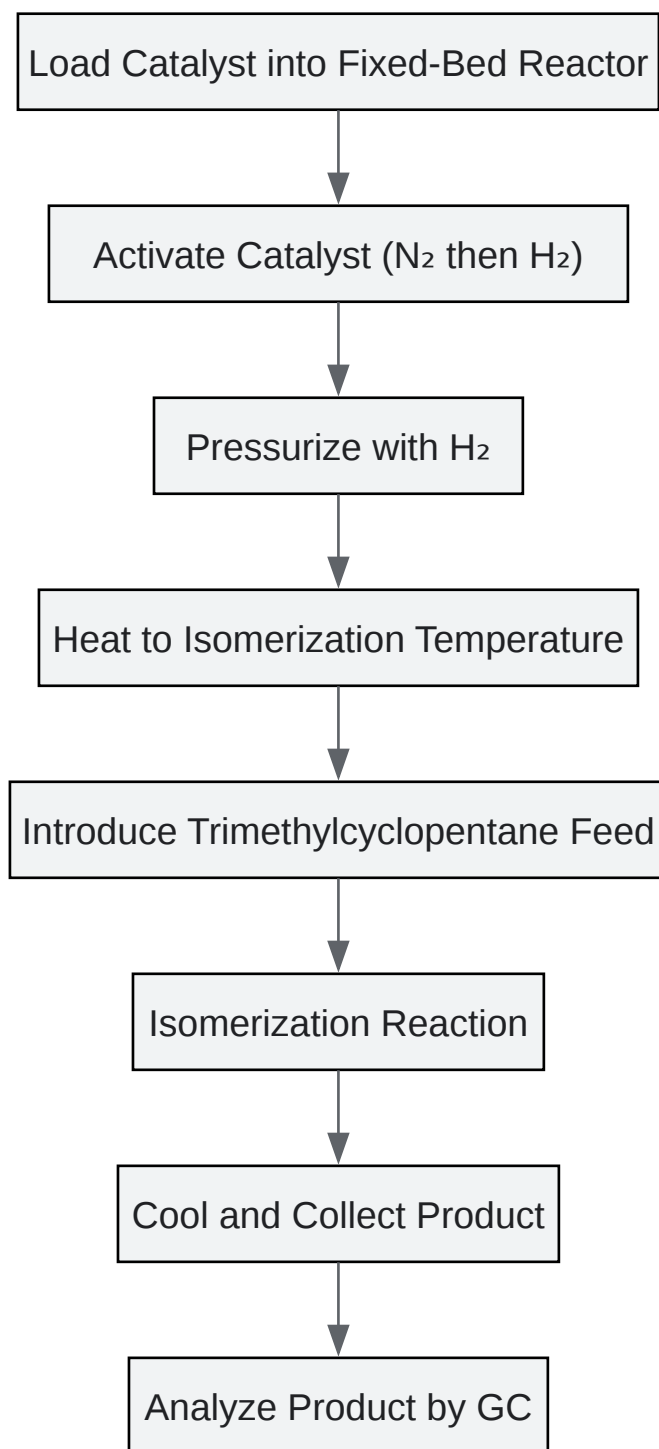 Load Catalyst into Fixed-Bed Reactor
Activate Catalyst (N₂ then H₂)
Pressurize with H₂
Heat to Isomerization Temperature
Introduce Trimethylcyclopentane Feed
Isomerization Reaction
Cool and Collect Product
Analyze Product by GC